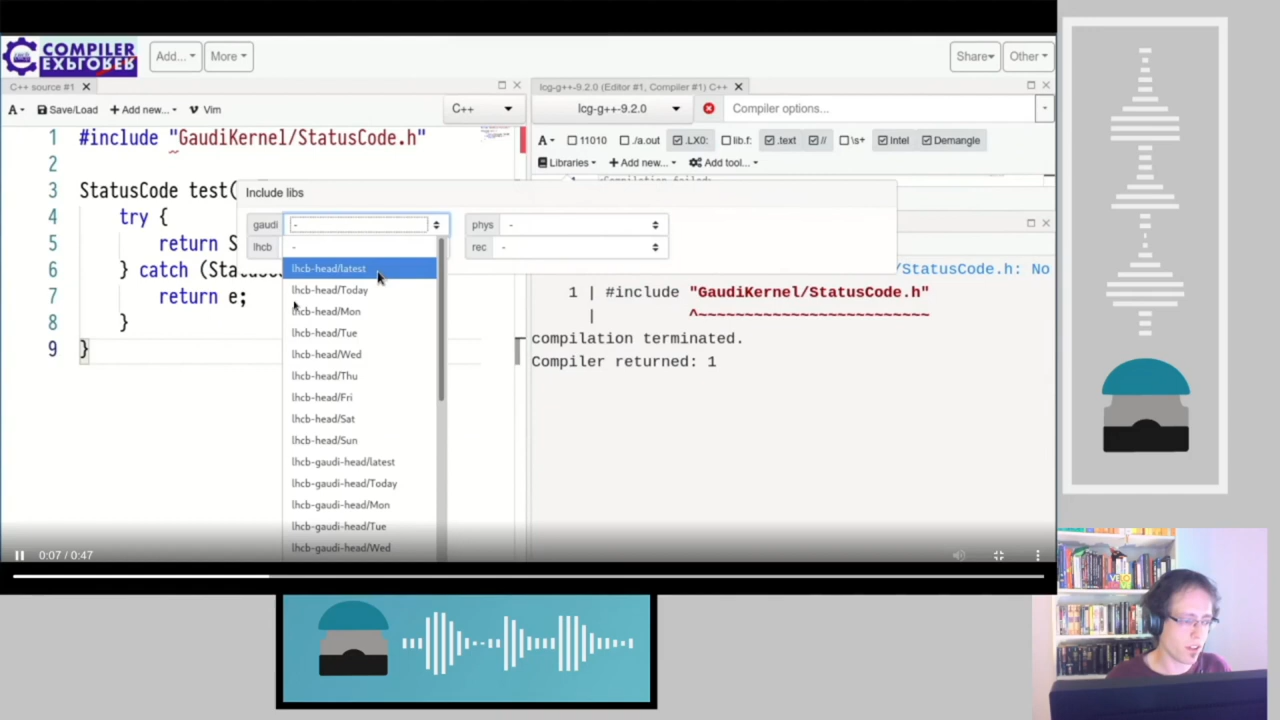 COMPILER
EXPLORER
Add...
More
Share
Other
C++ source #1
lcg-g++-9.2.0 (Editor #1, Compiler #1) C++
A
Save/Load
+ Add new...
Vim
C++
lcg-g++-9.2.0
Compiler options...
A
11010
./a.out
.LX0:
lib.f:
.text
//
\s+
Intel
Demangle
Libraries
+ Add new...
Add tool...
1 #include "GaudiKernel/StatusCode.h"
2
3 StatusCode test(
4 try {
5 return S
6 } catch (Statu
7 return e;
8 }
9 }
1 <Compilation failed>
Include libs
gaudi -
phys -
lhcb -
rec -
lhcb-head/latest
lhcb-head/Today
lhcb-head/Mon
lhcb-head/Tue
lhcb-head/Wed
lhcb-head/Thu
lhcb-head/Fri
lhcb-head/Sat
lhcb-head/Sun
lhcb-gaudi-head/latest
lhcb-gaudi-head/Today
lhcb-gaudi-head/Mon
lhcb-gaudi-head/Tue
lhcb-gaudi-head/Wed
/StatusCode.h: No
1 | #include "GaudiKernel/StatusCode.h"
| ^~~~~~~~~~~~~~~~~~~~~~~~~
compilation terminated.
Compiler returned: 1
0:07 / 0:47